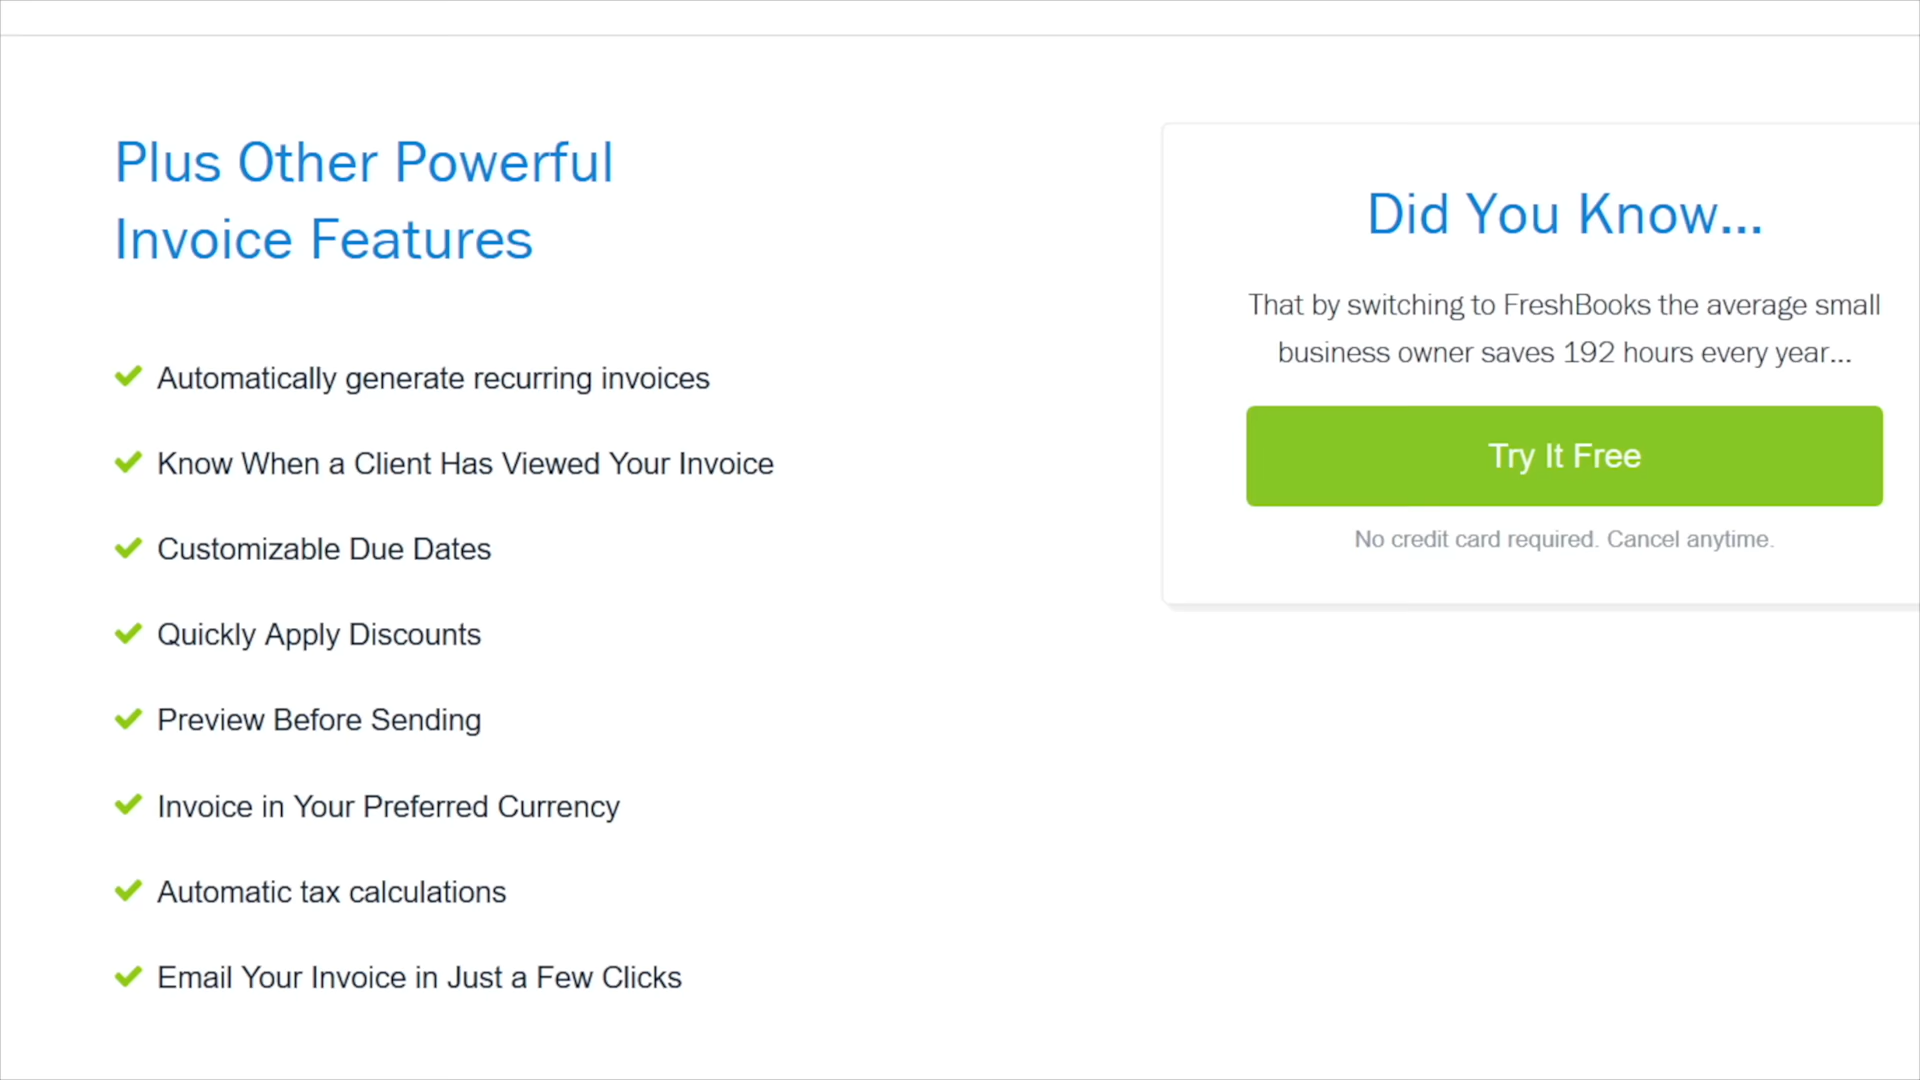 Plus Other Powerful
Invoice Features
Automatically generate recurring invoices
Know When a Client Has Viewed Your Invoice
Customizable Due Dates
Quickly Apply Discounts
Preview Before Sending
Invoice in Your Preferred Currency
Automatic tax calculations
Email Your Invoice in Just a Few Clicks
Did You Know...
That by switching to FreshBooks the average small
business owner saves 192 hours every year...
Try It Free
No credit card required. Cancel anytime.